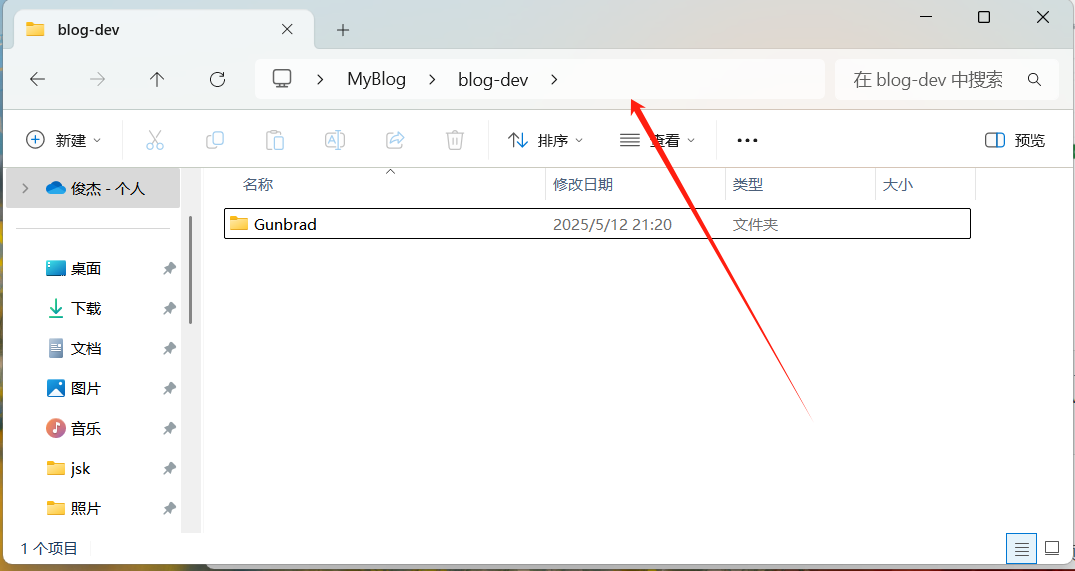 blog-dev
MyBlog blog-dev 在 blog-dev 中搜索
新建 排序 查看 预览
俊杰 - 个人
名称 修改日期 类型 大小
Gunbrad 2025/5/12 21:20 文件夹
桌面
下载
文档
图片
音乐
jsk
照片
1 个项目